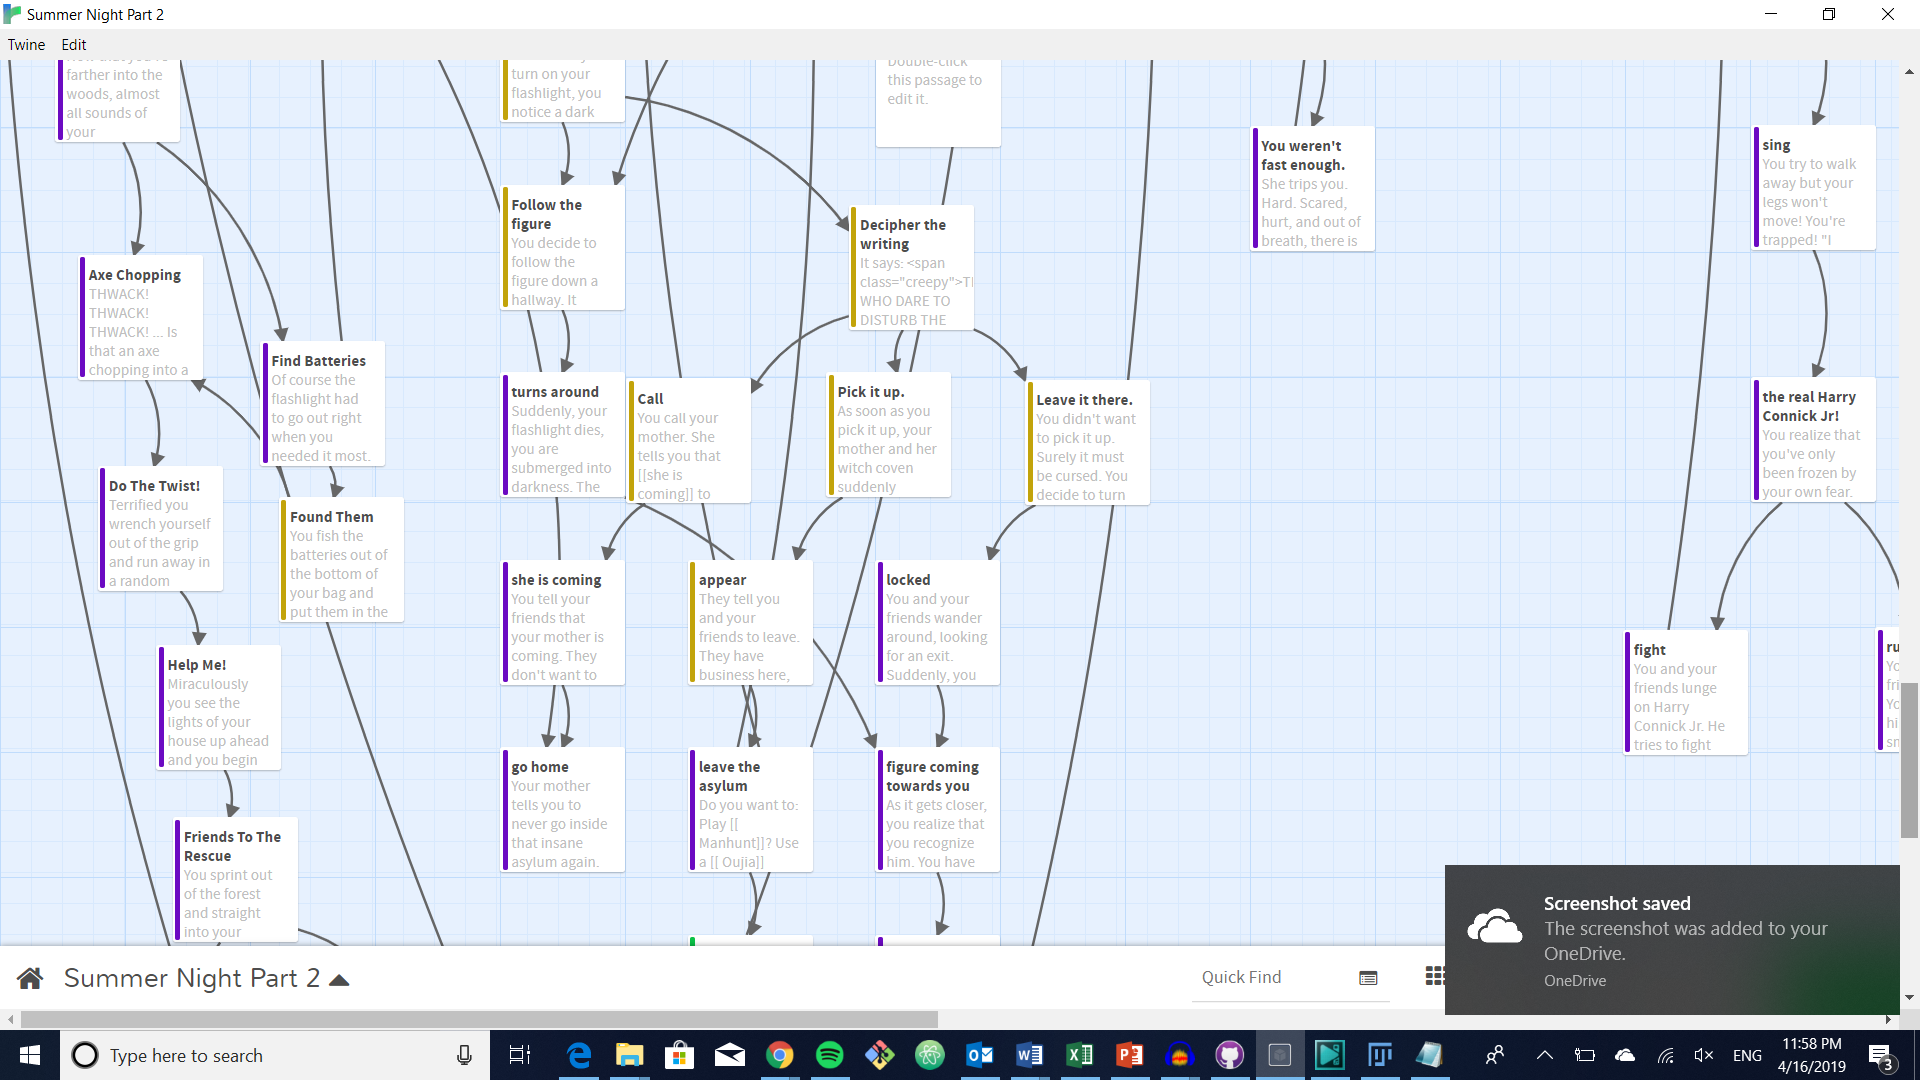 Summer Night Part 2
Twine Edit
farther into the
woods, almost
all sounds of
your
turn on your
flashlight, you
notice a dark
Double-click
this passage to
edit it.
You weren't
fast enough.
She trips you.
Hard. Scared,
hurt, and out of
breath, there is
sing
You try to walk
away but your
legs won't
move! You're
trapped! "I
Follow the
figure
You decide to
follow the
figure down a
hallway. It
Decipher the
writing
It says: <span
class="creepy">TI
WHO DARE TO
DISTURB THE
Axe Chopping
THWACK!
THWACK!
THWACK! ... Is
that an axe
chopping into a
Find Batteries
Of course the
flashlight had
to go out right
when you
needed it most.
turns around
Suddenly, your
flashlight dies,
you are
submerged into
darkness. The
Call
You call your
mother. She
tells you that
[[she is
coming]] to
Pick it up.
As soon as you
pick it up, your
mother and her
witch coven
suddenly
Leave it there.
You didn't want
to pick it up.
Surely it must
be cursed. You
decide to turn
the real Harry
Connick Jr!
You realize that
you've only
been frozen by
your own fear.
Do The Twist!
Terrified you
wrench yourself
out of the grip
and run away in
a random
Found Them
You fish the
batteries out of
the bottom of
your bag and
put them in the
she is coming
You tell your
friends that
your mother is
coming. They
don't want to
appear
They tell you
and your
friends to leave.
They have
business here,
locked
You and your
friends wander
around, looking
for an exit.
Suddenly, you
fight
You and your
friends lunge
on Harry
Connick Jr. He
tries to fight
ru
Yo
fri
Yo
hi
sn
Help Me!
Miraculously
you see the
lights of your
house up ahead
and you begin
go home
Your mother
tells you to
never go inside
that insane
asylum again.
leave the
asylum
Do you want to:
Play [[
Manhunt]]? Use
a [[ Oujia]]
figure coming
towards you
As it gets closer,
you realize that
you recognize
him. You have
Friends To The
Rescue
You sprint out
of the forest
and straight
into your
Screenshot saved
The screenshot was added to your
OneDrive.
OneDrive
Summer Night Part 2
Quick Find
Type here to search
ENG
11:58 PM
4/16/2019
3